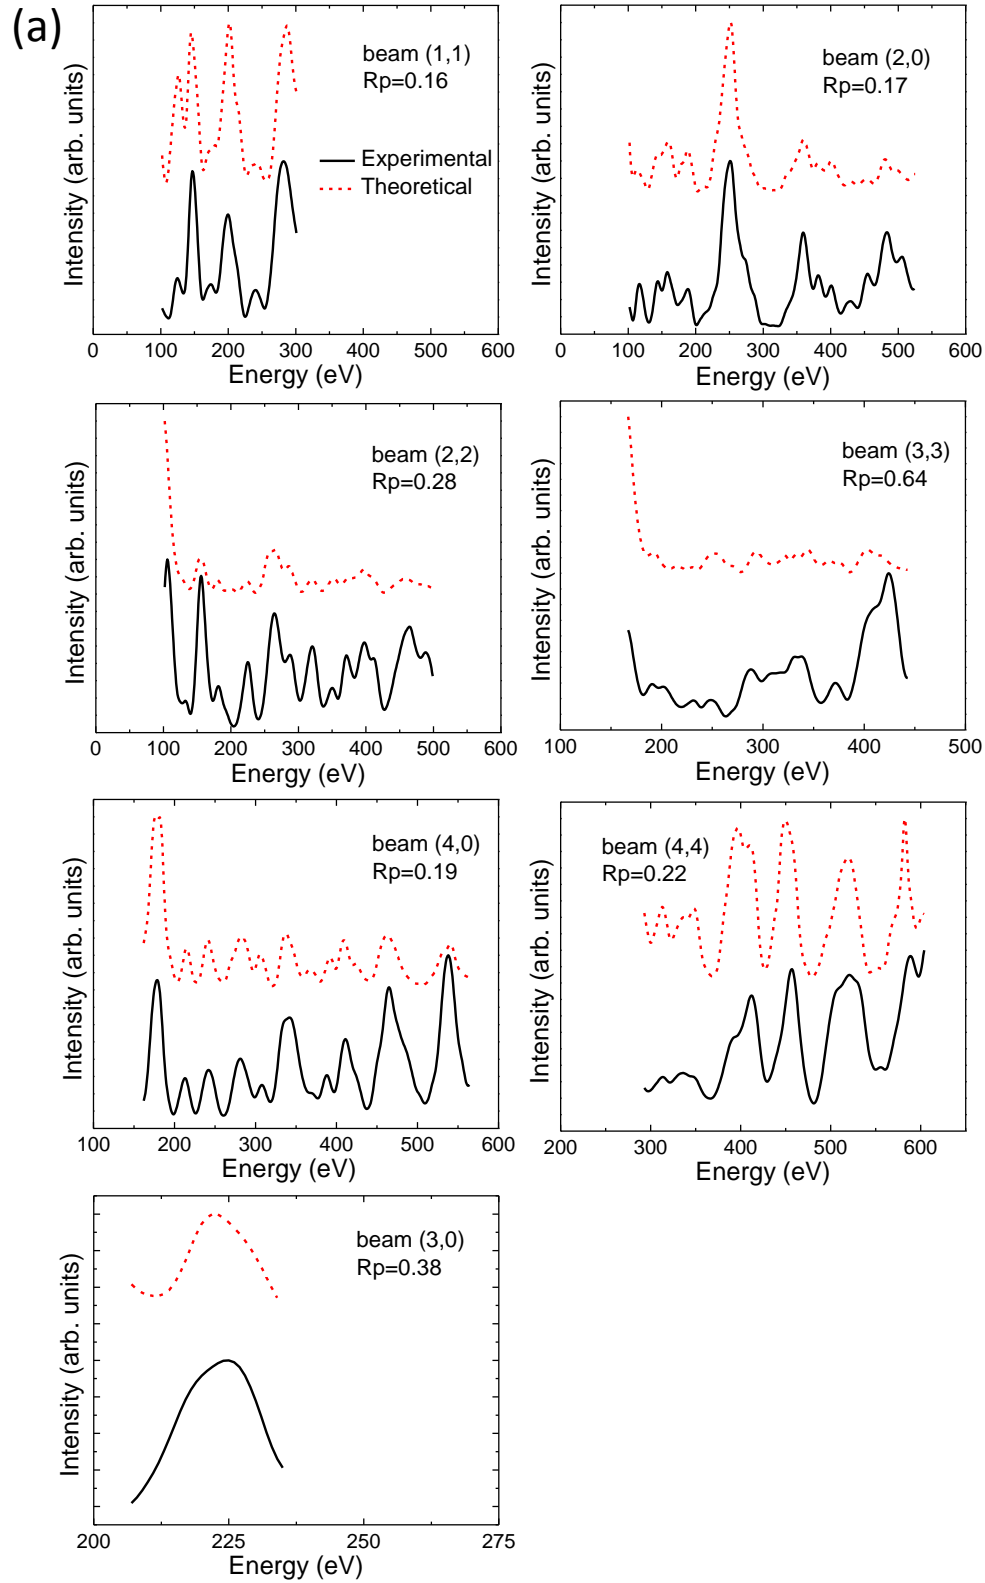 (a)
beam (1,1)
Rp=0.16
Experimental
Theoretical
Intensity (arb. units)
0 100 200 300 400 500 600
Energy (eV)
beam (2,0)
Rp=0.17
Intensity (arb. units)
0 100 200 300 400 500 600
Energy (eV)
beam (2,2)
Rp=0.28
Intensity (arb. units)
0 100 200 300 400 500 600
Energy (eV)
beam (3,3)
Rp=0.64
Intensity (arb. units)
100 200 300 400 500
Energy (eV)
beam (4,0)
Rp=0.19
Intensity (arb. units)
100 200 300 400 500 600
Energy (eV)
beam (4,4)
Rp=0.22
Intensity (arb. units)
200 300 400 500 600
Energy (eV)
beam (3,0)
Rp=0.38
Intensity (arb. units)
200 225 250 275
Energy (eV)